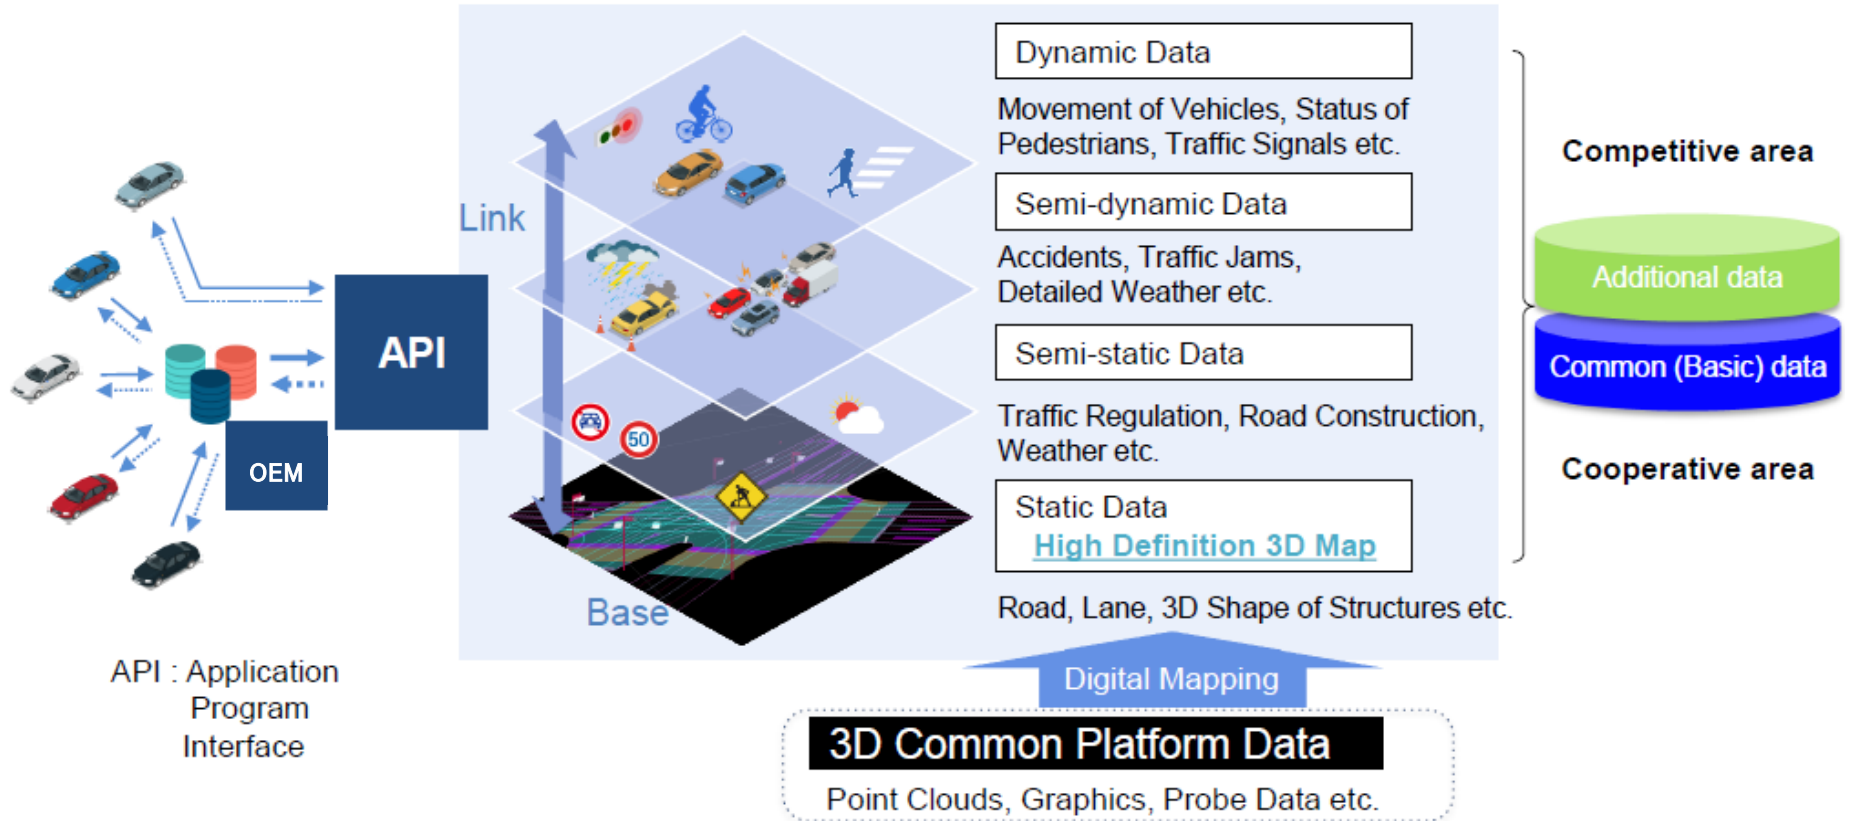 Dynamic Data
Movement of Vehicles, Status of
Pedestrians, Traffic Signals etc.
Semi-dynamic Data
Accidents, Traffic Jams,
Detailed Weather etc.
Semi-static Data
Traffic Regulation, Road Construction,
Weather etc.
Static Data
High Definition 3D Map
Road, Lane, 3D Shape of Structures etc.
Competitive area
Additional data
Common (Basic) data
Cooperative area
Link
Base
50
API
OEM
API : Application
Program
Interface
Digital Mapping
3D Common Platform Data
Point Clouds, Graphics, Probe Data etc.